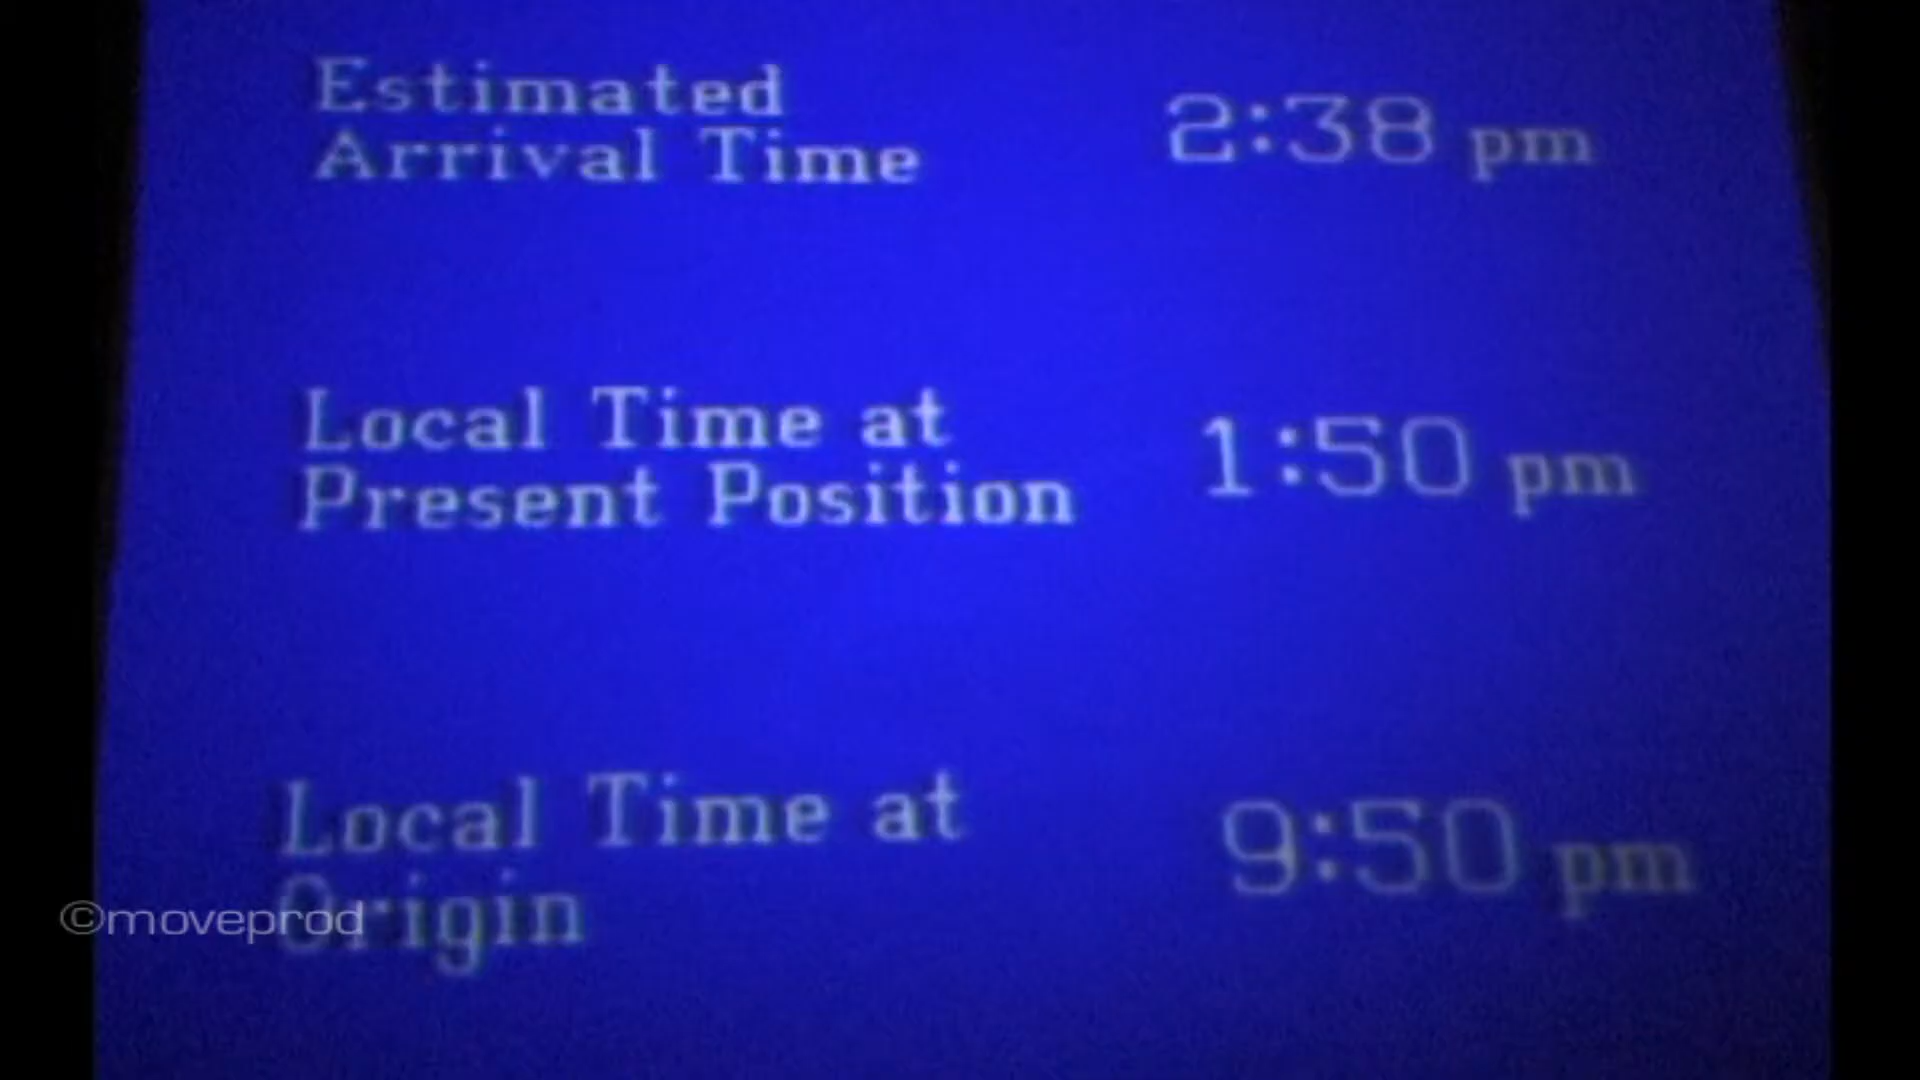 Estimated
Arrival Time 2:38 pm
Local Time at
Present Position 1:50 pm
Local Time at
Origin 9:50 pm
©moveprod